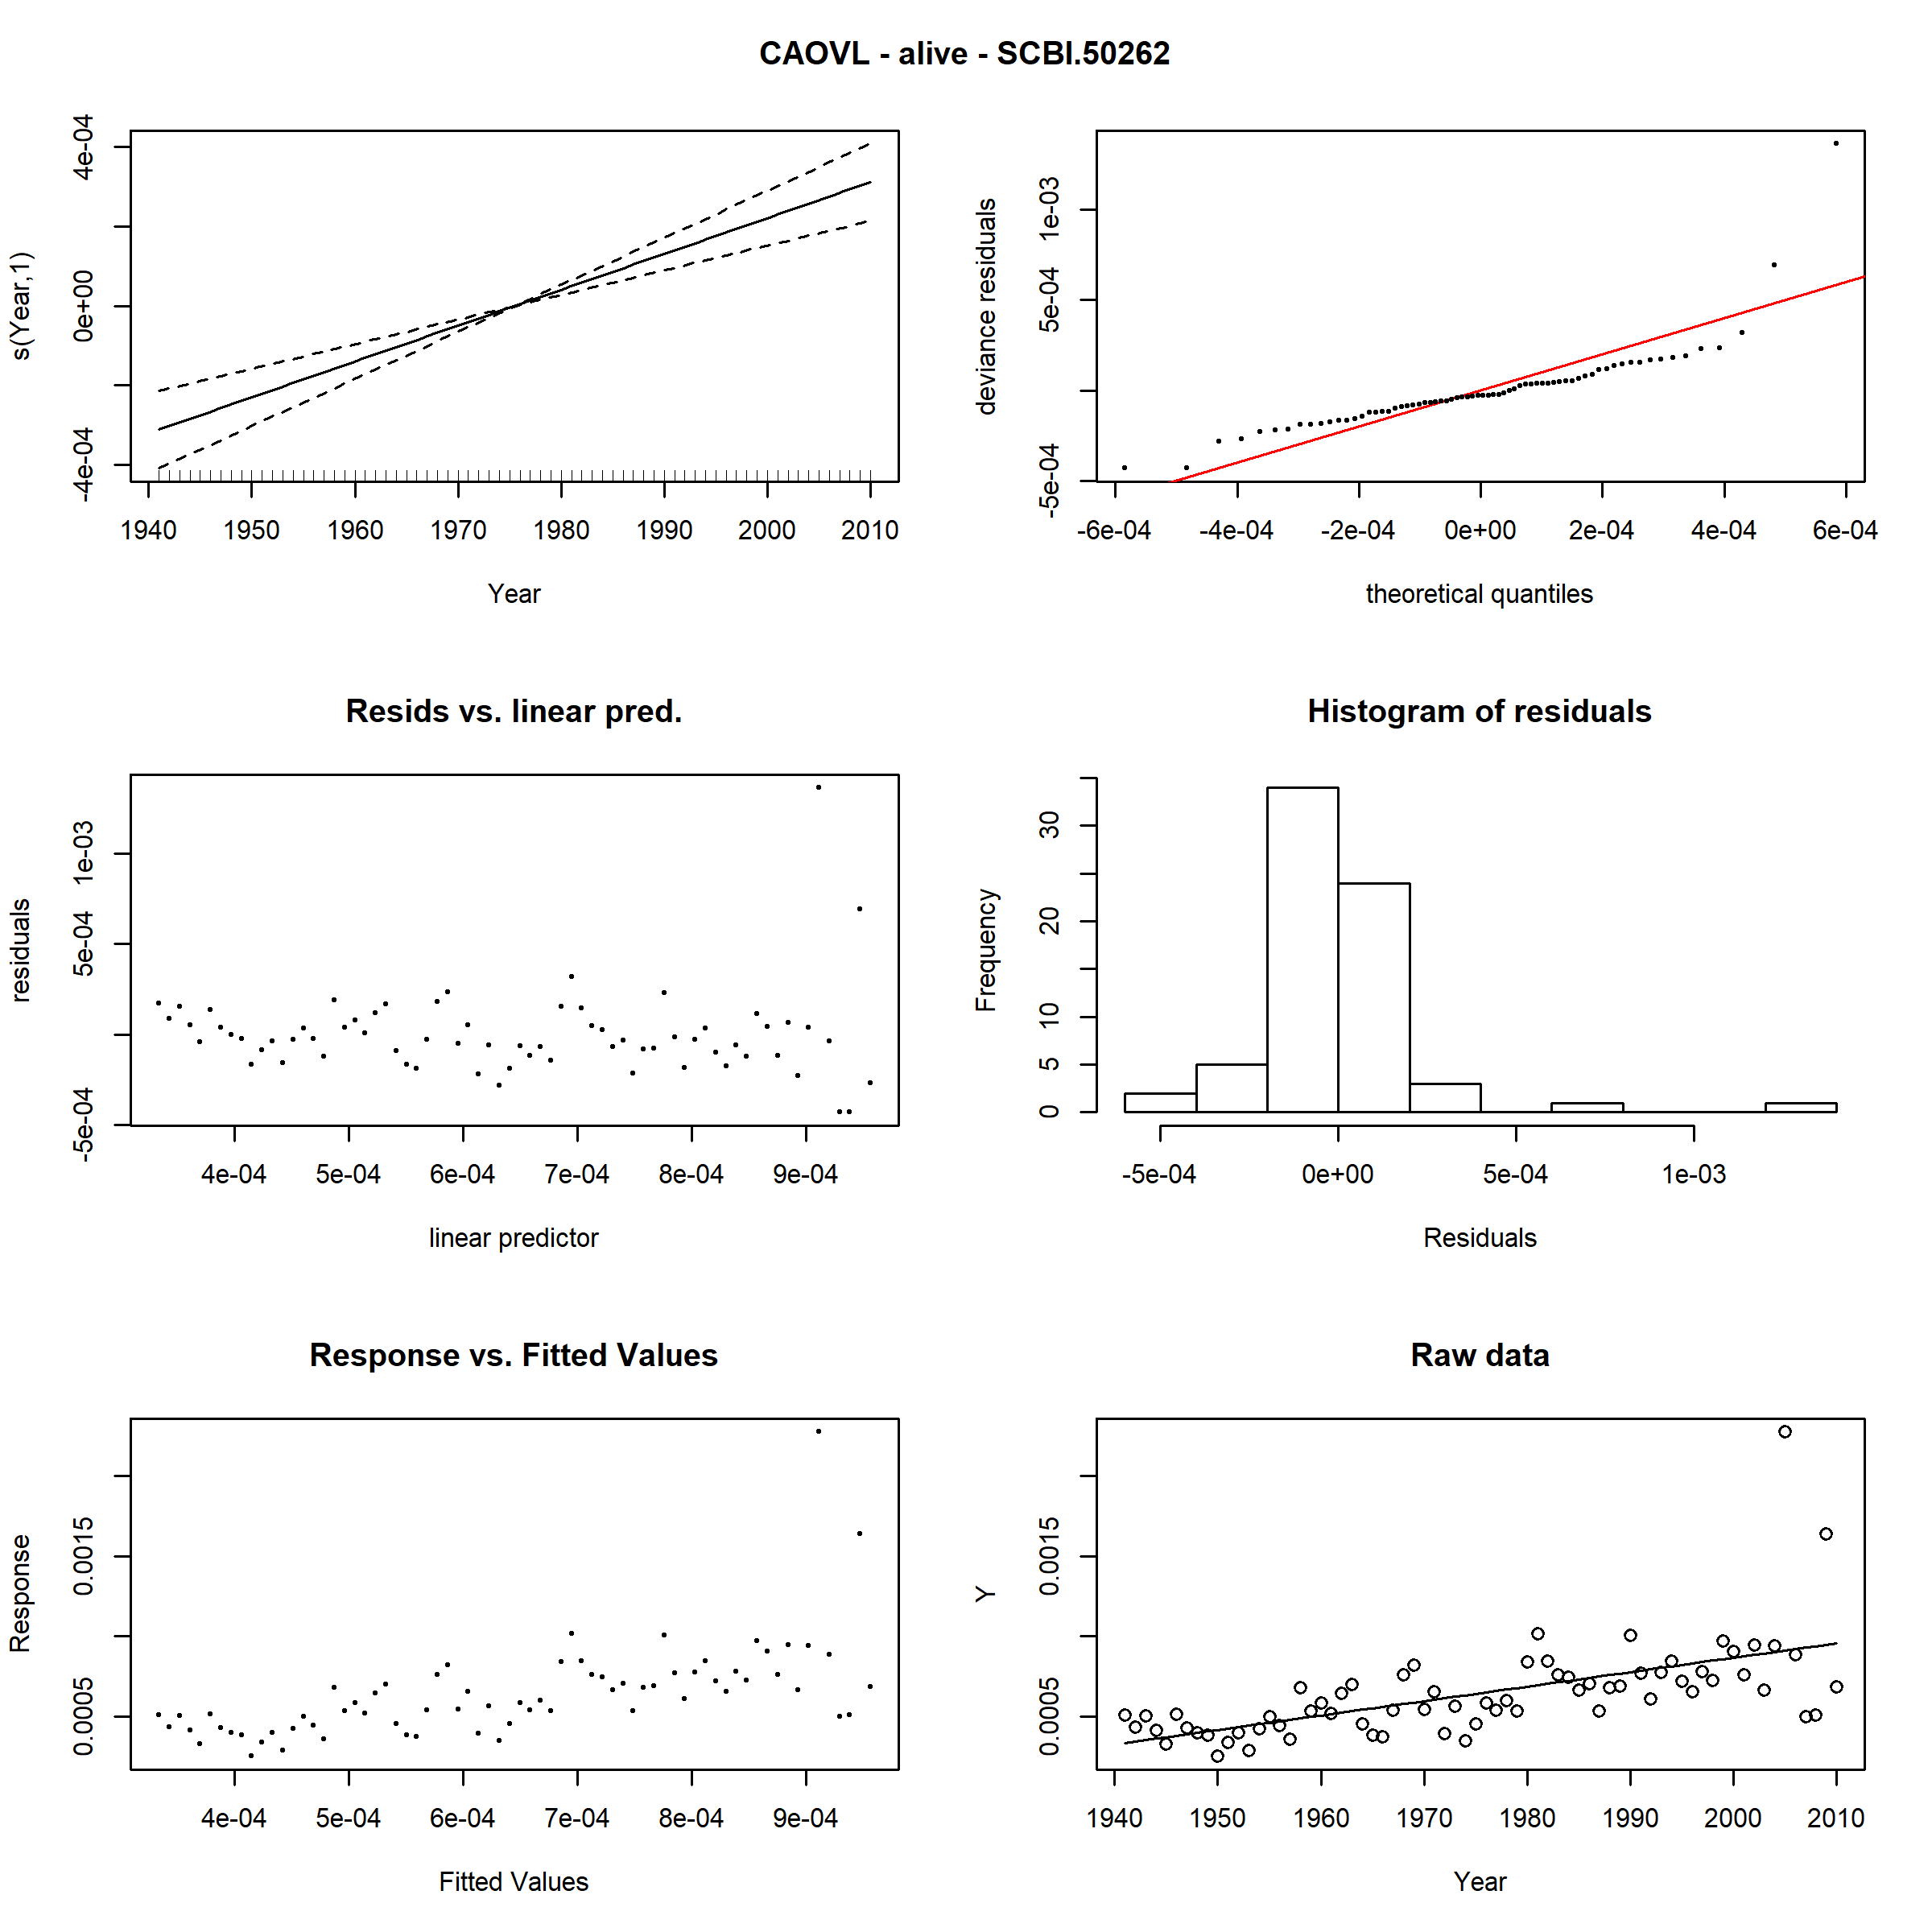 CAOVL - alive - SCBI.50262
s(Year,1)
4e-04
0e+00
-4e-04
1940 1950 1960 1970 1980 1990 2000 2010
Year
deviance residuals
1e-03
5e-04
-5e-04
-6e-04 -4e-04 -2e-04 0e+00 2e-04 4e-04 6e-04
theoretical quantiles
Resids vs. linear pred.
residuals
1e-03
5e-04
-5e-04
4e-04 5e-04 6e-04 7e-04 8e-04 9e-04
linear predictor
Histogram of residuals
Frequency
30
20
10
5
0
-5e-04 0e+00 5e-04 1e-03
Residuals
Response vs. Fitted Values
Response
0.0015
0.0005
4e-04 5e-04 6e-04 7e-04 8e-04 9e-04
Fitted Values
Raw data
Y
0.0015
0.0005
1940 1950 1960 1970 1980 1990 2000 2010
Year